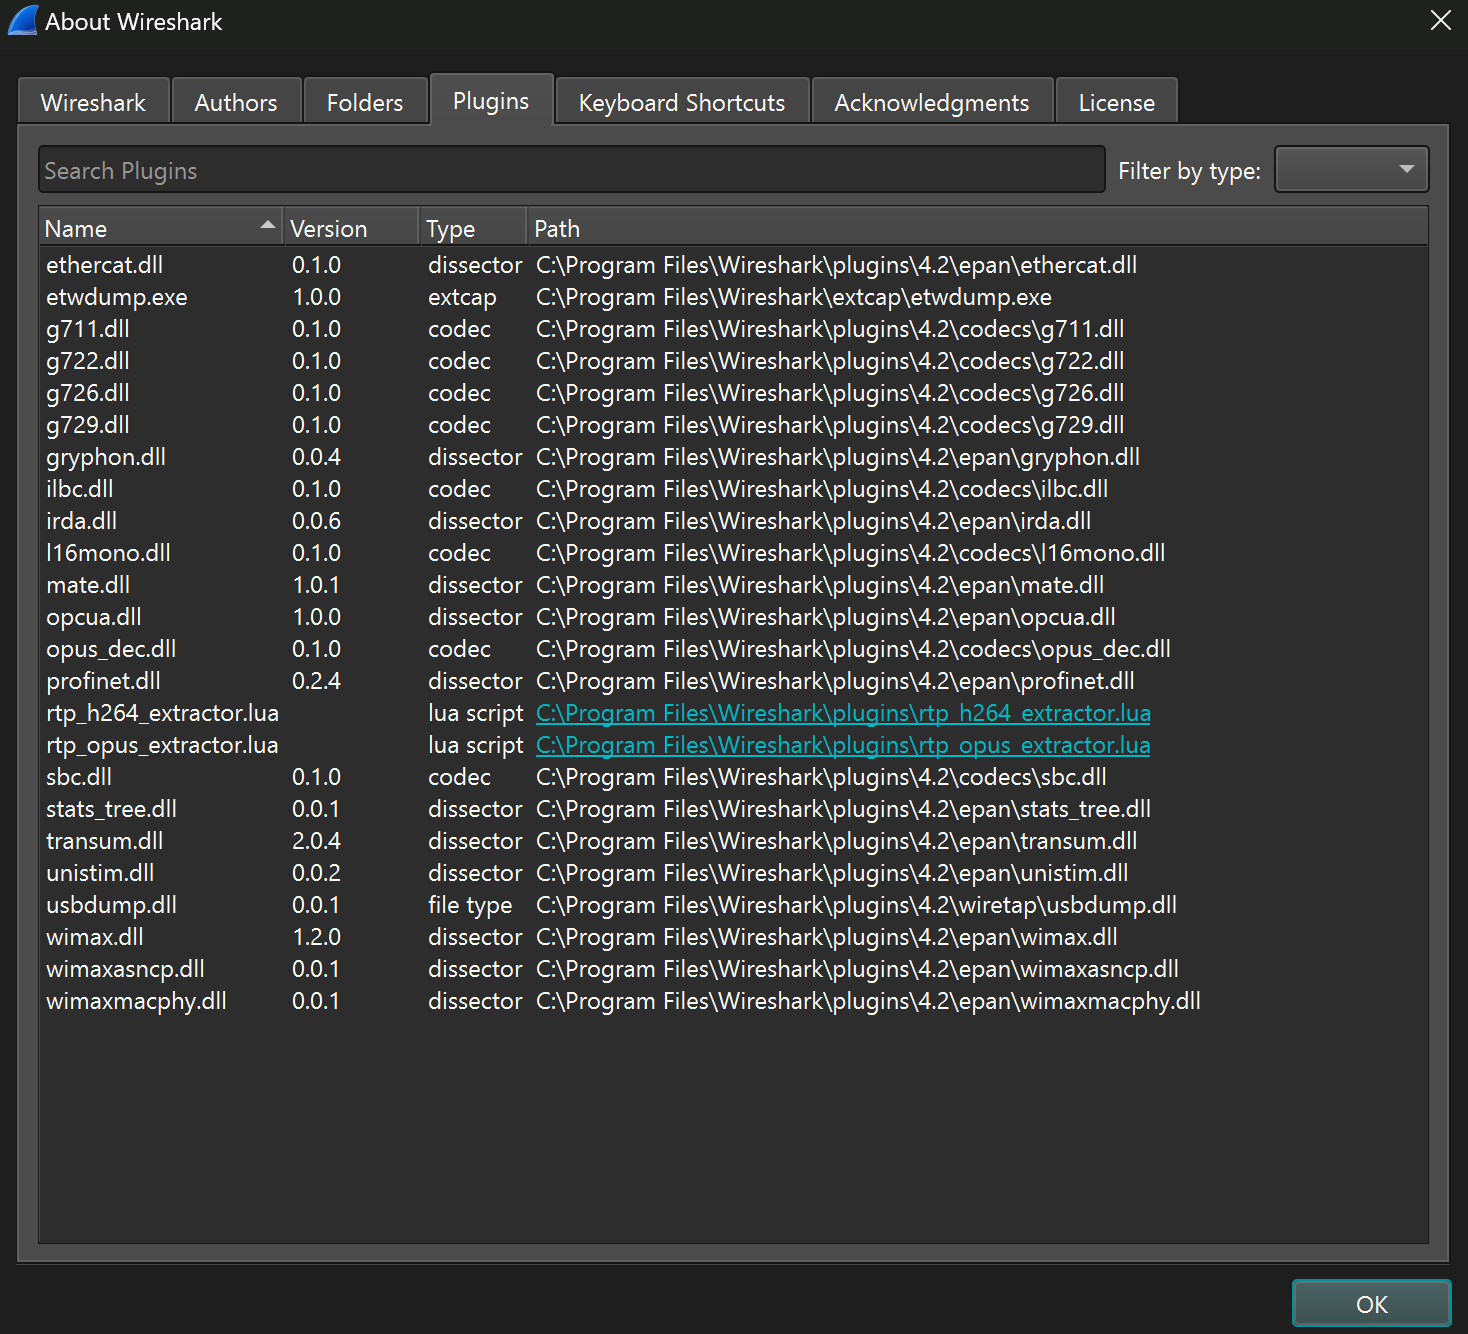 About Wireshark
Wireshark Authors Folders Plugins Keyboard Shortcuts Acknowledgments License
Search Plugins Filter by type:
Name Version Type Path
ethercat.dll 0.1.0 dissector C:\Program Files\Wireshark\plugins\4.2\epan\ethercat.dll
etwdump.exe 1.0.0 extcap C:\Program Files\Wireshark\extcap\etwdump.exe
g711.dll 0.1.0 codec C:\Program Files\Wireshark\plugins\4.2\codecs\g711.dll
g722.dll 0.1.0 codec C:\Program Files\Wireshark\plugins\4.2\codecs\g722.dll
g726.dll 0.1.0 codec C:\Program Files\Wireshark\plugins\4.2\codecs\g726.dll
g729.dll 0.1.0 codec C:\Program Files\Wireshark\plugins\4.2\codecs\g729.dll
gryphon.dll 0.0.4 dissector C:\Program Files\Wireshark\plugins\4.2\epan\gryphon.dll
ilbc.dll 0.1.0 codec C:\Program Files\Wireshark\plugins\4.2\codecs\ilbc.dll
irda.dll 0.0.6 dissector C:\Program Files\Wireshark\plugins\4.2\epan\irda.dll
l16mono.dll 0.1.0 codec C:\Program Files\Wireshark\plugins\4.2\codecs\l16mono.dll
mate.dll 1.0.1 dissector C:\Program Files\Wireshark\plugins\4.2\epan\mate.dll
opcua.dll 1.0.0 dissector C:\Program Files\Wireshark\plugins\4.2\epan\opcua.dll
opus_dec.dll 0.1.0 codec C:\Program Files\Wireshark\plugins\4.2\codecs\opus_dec.dll
profinet.dll 0.2.4 dissector C:\Program Files\Wireshark\plugins\4.2\epan\profinet.dll
rtp_h264_extractor.lua lua script C:\Program Files\Wireshark\plugins\rtp_h264_extractor.lua
rtp_opus_extractor.lua lua script C:\Program Files\Wireshark\plugins\rtp_opus_extractor.lua
sbc.dll 0.1.0 codec C:\Program Files\Wireshark\plugins\4.2\codecs\sbc.dll
stats_tree.dll 0.0.1 dissector C:\Program Files\Wireshark\plugins\4.2\epan\stats_tree.dll
transum.dll 2.0.4 dissector C:\Program Files\Wireshark\plugins\4.2\epan\transum.dll
unistim.dll 0.0.2 dissector C:\Program Files\Wireshark\plugins\4.2\epan\unistim.dll
usbdump.dll 0.0.1 file type C:\Program Files\Wireshark\plugins\4.2\wiretap\usbdump.dll
wimax.dll 1.2.0 dissector C:\Program Files\Wireshark\plugins\4.2\epan\wimax.dll
wimaxasncp.dll 0.0.1 dissector C:\Program Files\Wireshark\plugins\4.2\epan\wimaxasncp.dll
wimaxmacphy.dll 0.0.1 dissector C:\Program Files\Wireshark\plugins\4.2\epan\wimaxmacphy.dll
OK